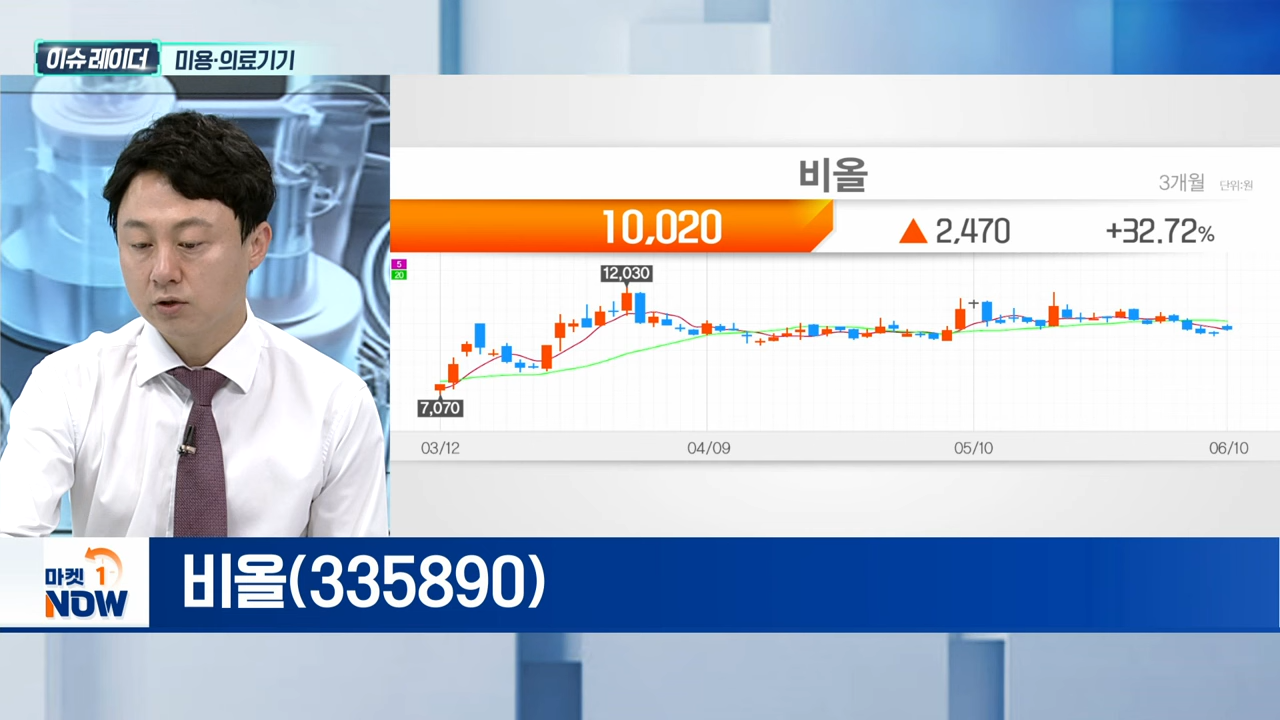 이슈레이더 미용·의료기기
비올
3개월 단위:원
10,020 ▲ 2,470 +32.72%
5
20
12,030
7,070
03/12 04/09 05/10 06/10
마켓 1
NOW
비올(335890)